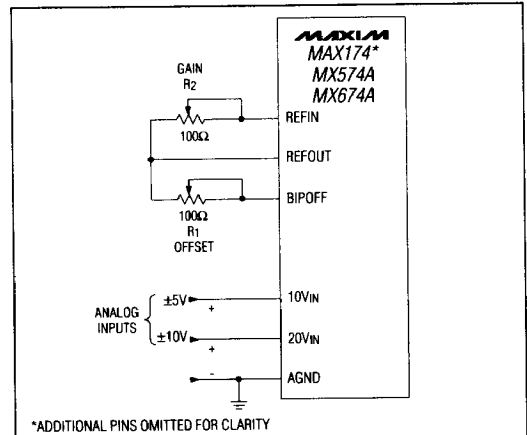 MAXIM
MAX174*
MX574A
MX674A
GAIN
R2
100Ω
REFIN
REFOUT
BIPOFF
100Ω
R1
OFFSET
ANALOG
INPUTS
±5V
+
10VIN
±10V
+
20VIN
-
AGND
*ADDITIONAL PINS OMITTED FOR CLARITY